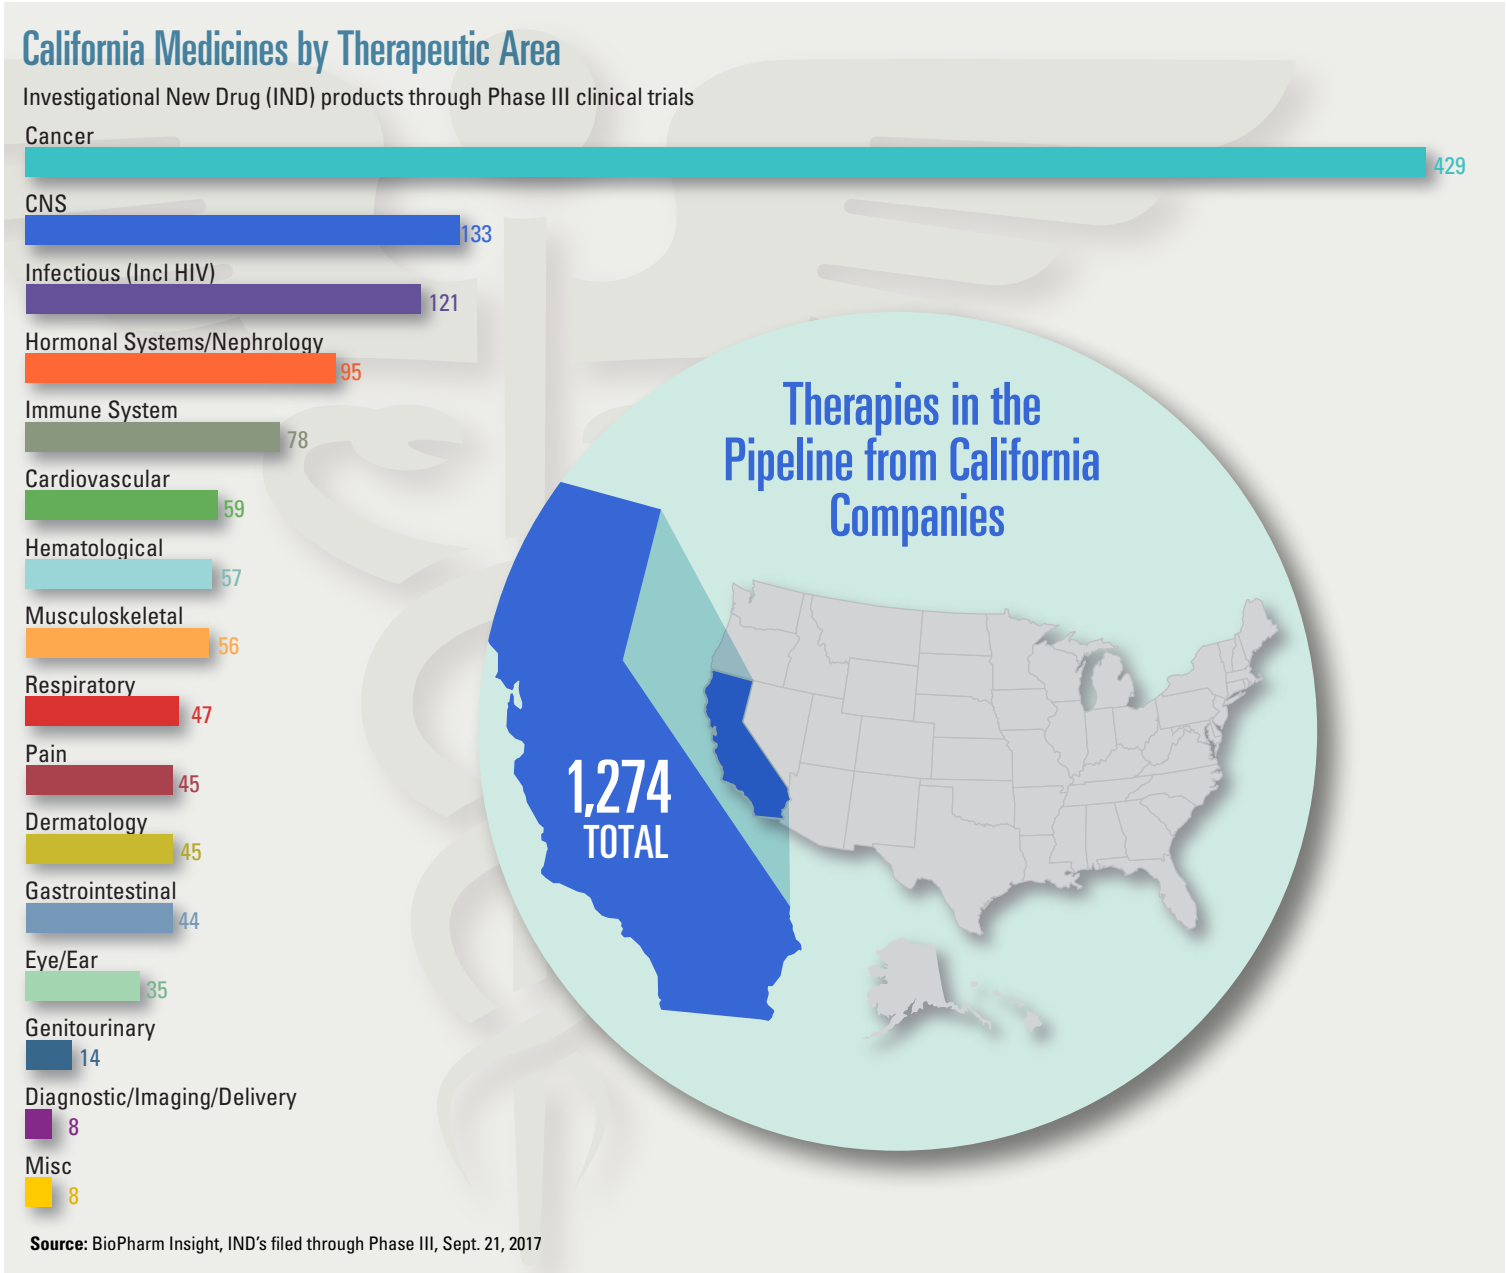 California Medicines by Therapeutic Area
Investigational New Drug (IND) products through Phase III clinical trials
Cancer
429
CNS
133
Infectious (Incl HIV)
121
Hormonal Systems/Nephrology
95
Immune System
78
Cardiovascular
59
Hematological
57
Musculoskeletal
56
Respiratory
47
Pain
45
Dermatology
45
Gastrointestinal
44
Eye/Ear
35
Genitourinary
14
Diagnostic/Imaging/Delivery
8
Misc
8
Therapies in the
Pipeline from California
Companies
1,274
TOTAL
Source: BioPharm Insight, IND's filed through Phase III, Sept. 21, 2017